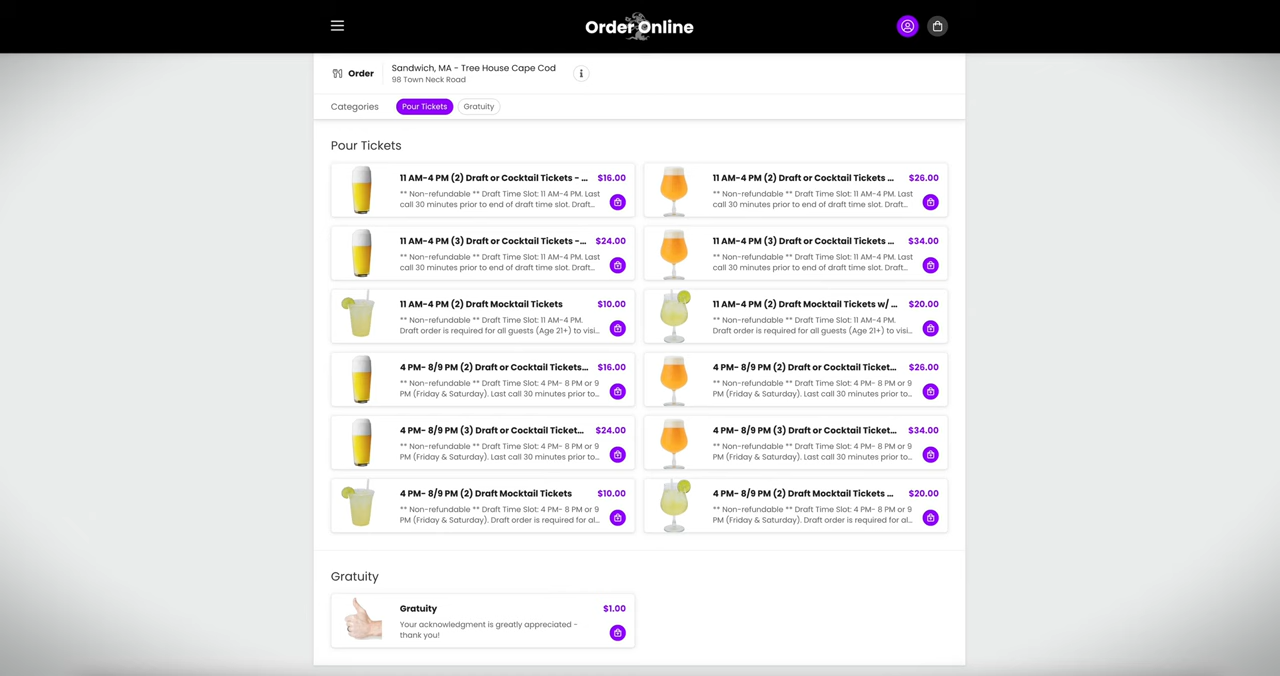 Order Online
Order
Sandwich, MA - Tree House Cape Cod
98 Town Neck Road
i
Categories
Pour Tickets
Gratuity
Pour Tickets
11 AM-4 PM (2) Draft or Cocktail Tickets - ... $16.00
** Non-refundable ** Draft Time Slot: 11 AM-4 PM. Last
call 30 minutes prior to end of draft time slot. Draft...
11 AM-4 PM (2) Draft or Cocktail Tickets ... $26.00
** Non-refundable ** Draft Time Slot: 11 AM-4 PM. Last
call 30 minutes prior to end of draft time slot. Draft...
11 AM-4 PM (3) Draft or Cocktail Tickets -... $24.00
** Non-refundable ** Draft Time Slot: 11 AM-4 PM. Last
call 30 minutes prior to end of draft time slot. Draft...
11 AM-4 PM (3) Draft or Cocktail Tickets ... $34.00
** Non-refundable ** Draft Time Slot: 11 AM-4 PM. Last
call 30 minutes prior to end of draft time slot. Draft...
11 AM-4 PM (2) Draft Mocktail Tickets $10.00
** Non-refundable ** Draft Time Slot: 11 AM-4 PM.
Draft order is required for all guests (Age 21+) to visi...
11 AM-4 PM (2) Draft Mocktail Tickets w/ ... $20.00
** Non-refundable ** Draft Time Slot: 11 AM-4 PM.
Draft order is required for all guests (Age 21+) to visi...
4 PM- 8/9 PM (2) Draft or Cocktail Tickets... $16.00
** Non-refundable ** Draft Time Slot: 4 PM- 8 PM or 9
PM (Friday & Saturday). Last call 30 minutes prior to...
4 PM- 8/9 PM (2) Draft or Cocktail Ticket... $26.00
** Non-refundable ** Draft Time Slot: 4 PM- 8 PM or 9
PM (Friday & Saturday). Last call 30 minutes prior to...
4 PM- 8/9 PM (3) Draft or Cocktail Ticket... $24.00
** Non-refundable ** Draft Time Slot: 4 PM- 8 PM or 9
PM (Friday & Saturday). Last call 30 minutes prior to...
4 PM- 8/9 PM (3) Draft or Cocktail Ticket... $34.00
** Non-refundable ** Draft Time Slot: 4 PM- 8 PM or 9
PM (Friday & Saturday). Last call 30 minutes prior to...
4 PM- 8/9 PM (2) Draft Mocktail Tickets $10.00
** Non-refundable ** Draft Time Slot: 4 PM- 8 PM or 9
PM (Friday & Saturday). Draft order is required for al...
4 PM- 8/9 PM (2) Draft Mocktail Tickets ... $20.00
** Non-refundable ** Draft Time Slot: 4 PM- 8 PM or 9
PM (Friday & Saturday). Draft order is required for al...
Gratuity
Gratuity $1.00
Your acknowledgment is greatly appreciated -
thank you!